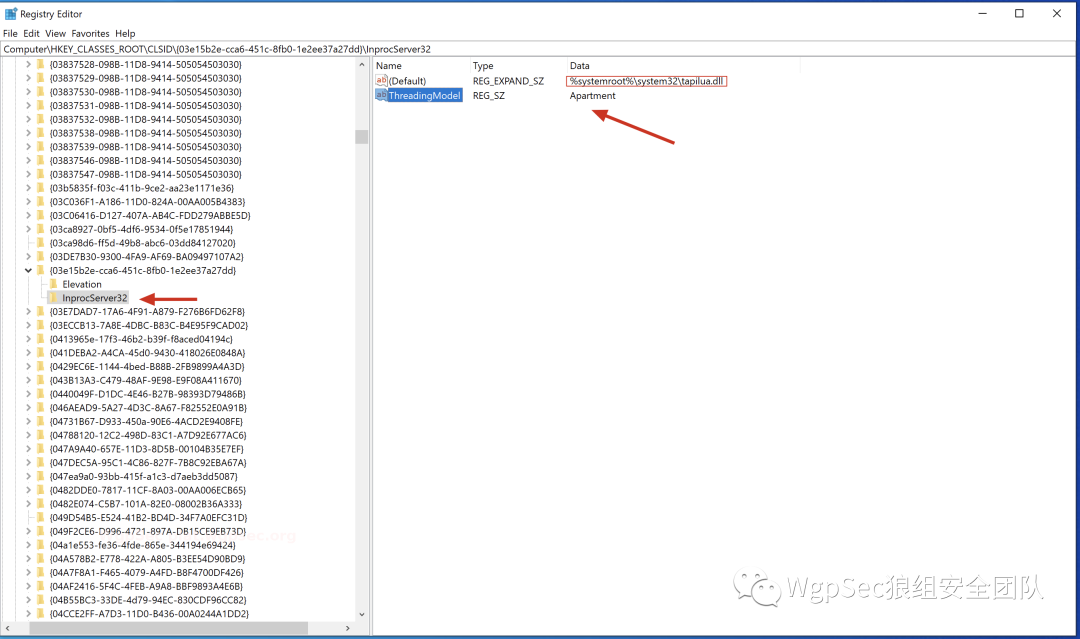 Registry Editor
File Edit View Favorites Help
Computer\HKEY_CLASSES_ROOT\CLSID\{03e15b2e-cca6-451c-8fb0-1e2ee37a27dd}\InprocServer32
{03837528-098B-11D8-9414-505054503030}
{03837529-098B-11D8-9414-505054503030}
{03837530-098B-11D8-9414-505054503030}
{03837531-098B-11D8-9414-505054503030}
{03837532-098B-11D8-9414-505054503030}
{03837538-098B-11D8-9414-505054503030}
{03837539-098B-11D8-9414-505054503030}
{03837546-098B-11D8-9414-505054503030}
{03837547-098B-11D8-9414-505054503030}
{03b5835f-f03c-411b-9ce2-aa23e1171e36}
{03C036F1-A186-11D0-824A-00AA005B4383}
{03C06416-D127-407A-AB4C-FDD279ABBE5D}
{03ca8927-0bf5-4df6-9534-0f5e17851944}
{03ca98d6-ff5d-49b8-abc6-03dd84127020}
{03DE7B30-9300-4FA9-AF69-BA09497107A2}
{03e15b2e-cca6-451c-8fb0-1e2ee37a27dd}
Elevation
InprocServer32
{03E7DAD7-17A6-4F91-A879-F276B6FD62F8}
{03ECCB13-7A8E-4DBC-B83C-B4E95F9CAD02}
{0413965e-17f3-46b2-b39f-f8aced04194c}
{041DEBA2-A4CA-45d0-9430-418026E0848A}
{0429EC6E-1144-4bed-B88B-2FB9899A4A3D}
{043B13A3-C479-48AF-9E98-E9F08A411670}
{0440049F-D1DC-4E46-B27B-98393D79486B}
{046AEAD9-5A27-4D3C-8A67-F82552E0A91B}
{04731B67-D933-450a-90E6-4ACD2E9408FE}
{04788120-12C2-498D-83C1-A7D92E677AC6}
{047A9A40-657E-11D3-8D5B-00104B35E7EF}
{047DEC5A-95C1-4C86-827F-7B8C92EBA67A}
{047ea9a0-93bb-415f-a1c3-d7aeb3dd5087}
{0482DDE0-7817-11CF-8A03-00AA006ECB65}
{0482E074-C5B7-101A-82E0-08002B36A333}
{049D54B5-E524-41B2-BD4D-34F7A0EFC31D}
{049F2CE6-D996-4721-897A-DB15CE9EB73D}
{04a1e553-fe36-4fde-865e-344194e69424}
{04A578B2-E778-422A-A805-B3EE54D90BD9}
{04A7F8A1-F465-4079-A4FD-B8F4700DF426}
{04AF2416-5F4C-4FEB-A9A8-BBF9893A4E6B}
{04B55BC3-33DE-4d79-94EC-830CDF96CC82}
{04CCE2FF-A7D3-11D0-B436-00A0244A1DD2}
Name Type Data
(Default) REG_EXPAND_SZ %systemroot%\system32\tapilua.dll
ThreadingModel REG_SZ Apartment
WgpSec狼组安全团队